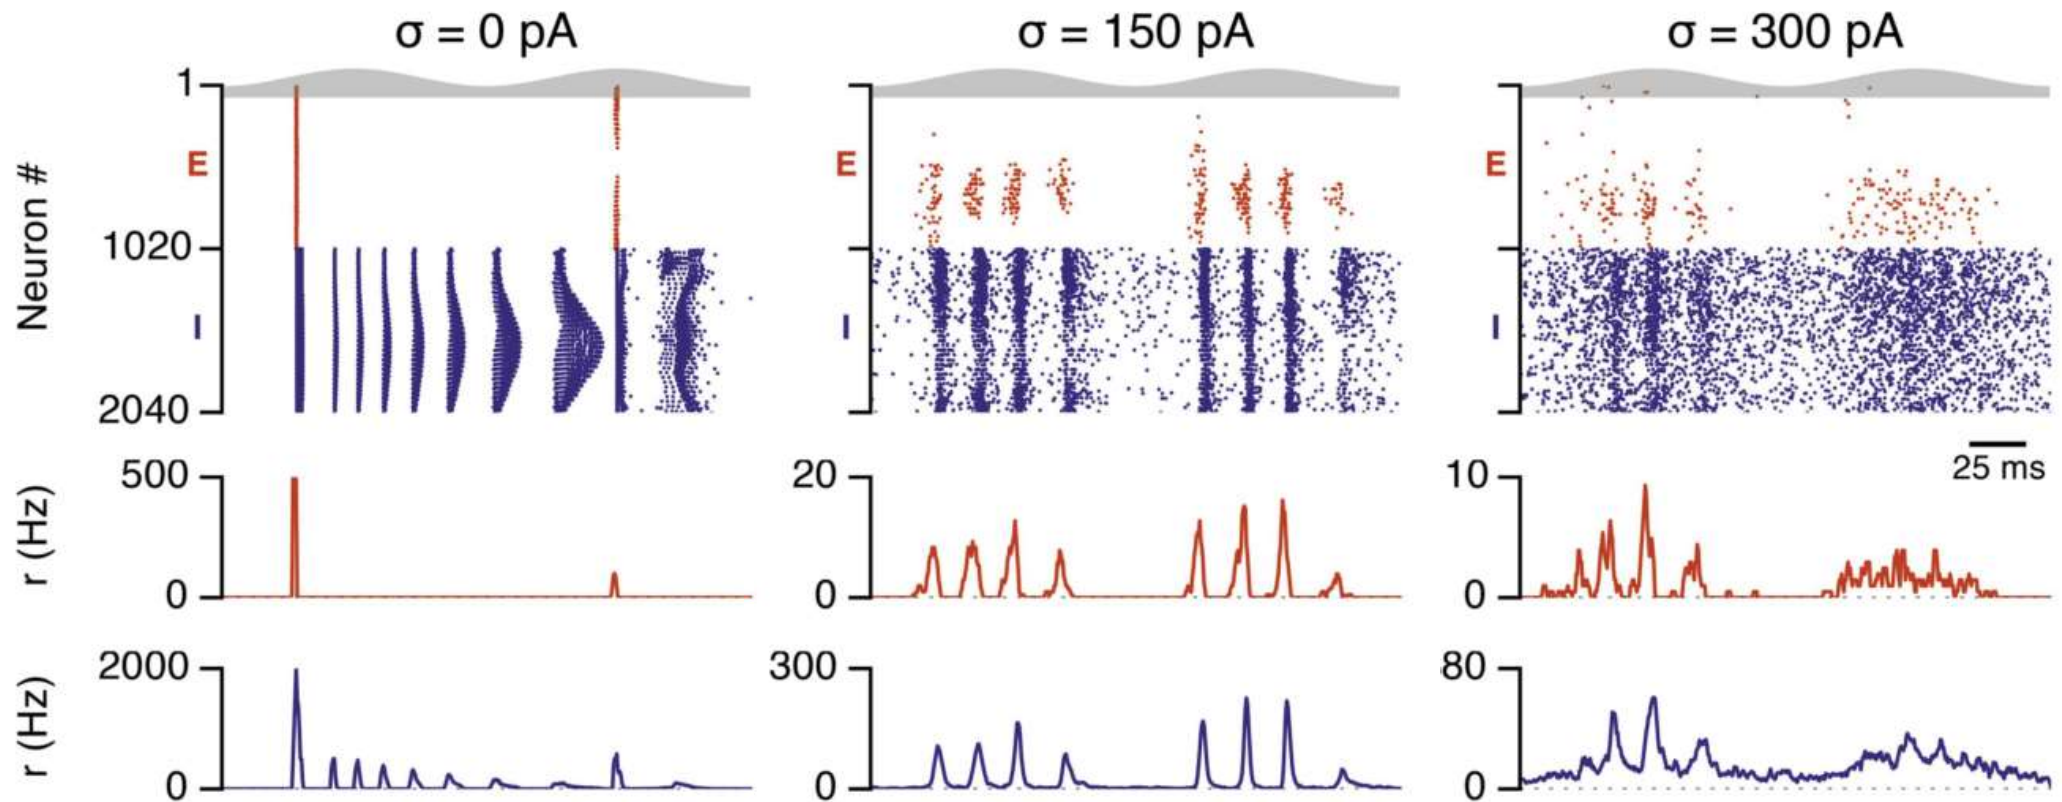 σ = 0 pA
σ = 150 pA
σ = 300 pA
Neuron #
1
E
1020
I
2040
E
I
E
I
25 ms
r (Hz)
500
0
20
0
10
0
r (Hz)
2000
0
300
0
80
0